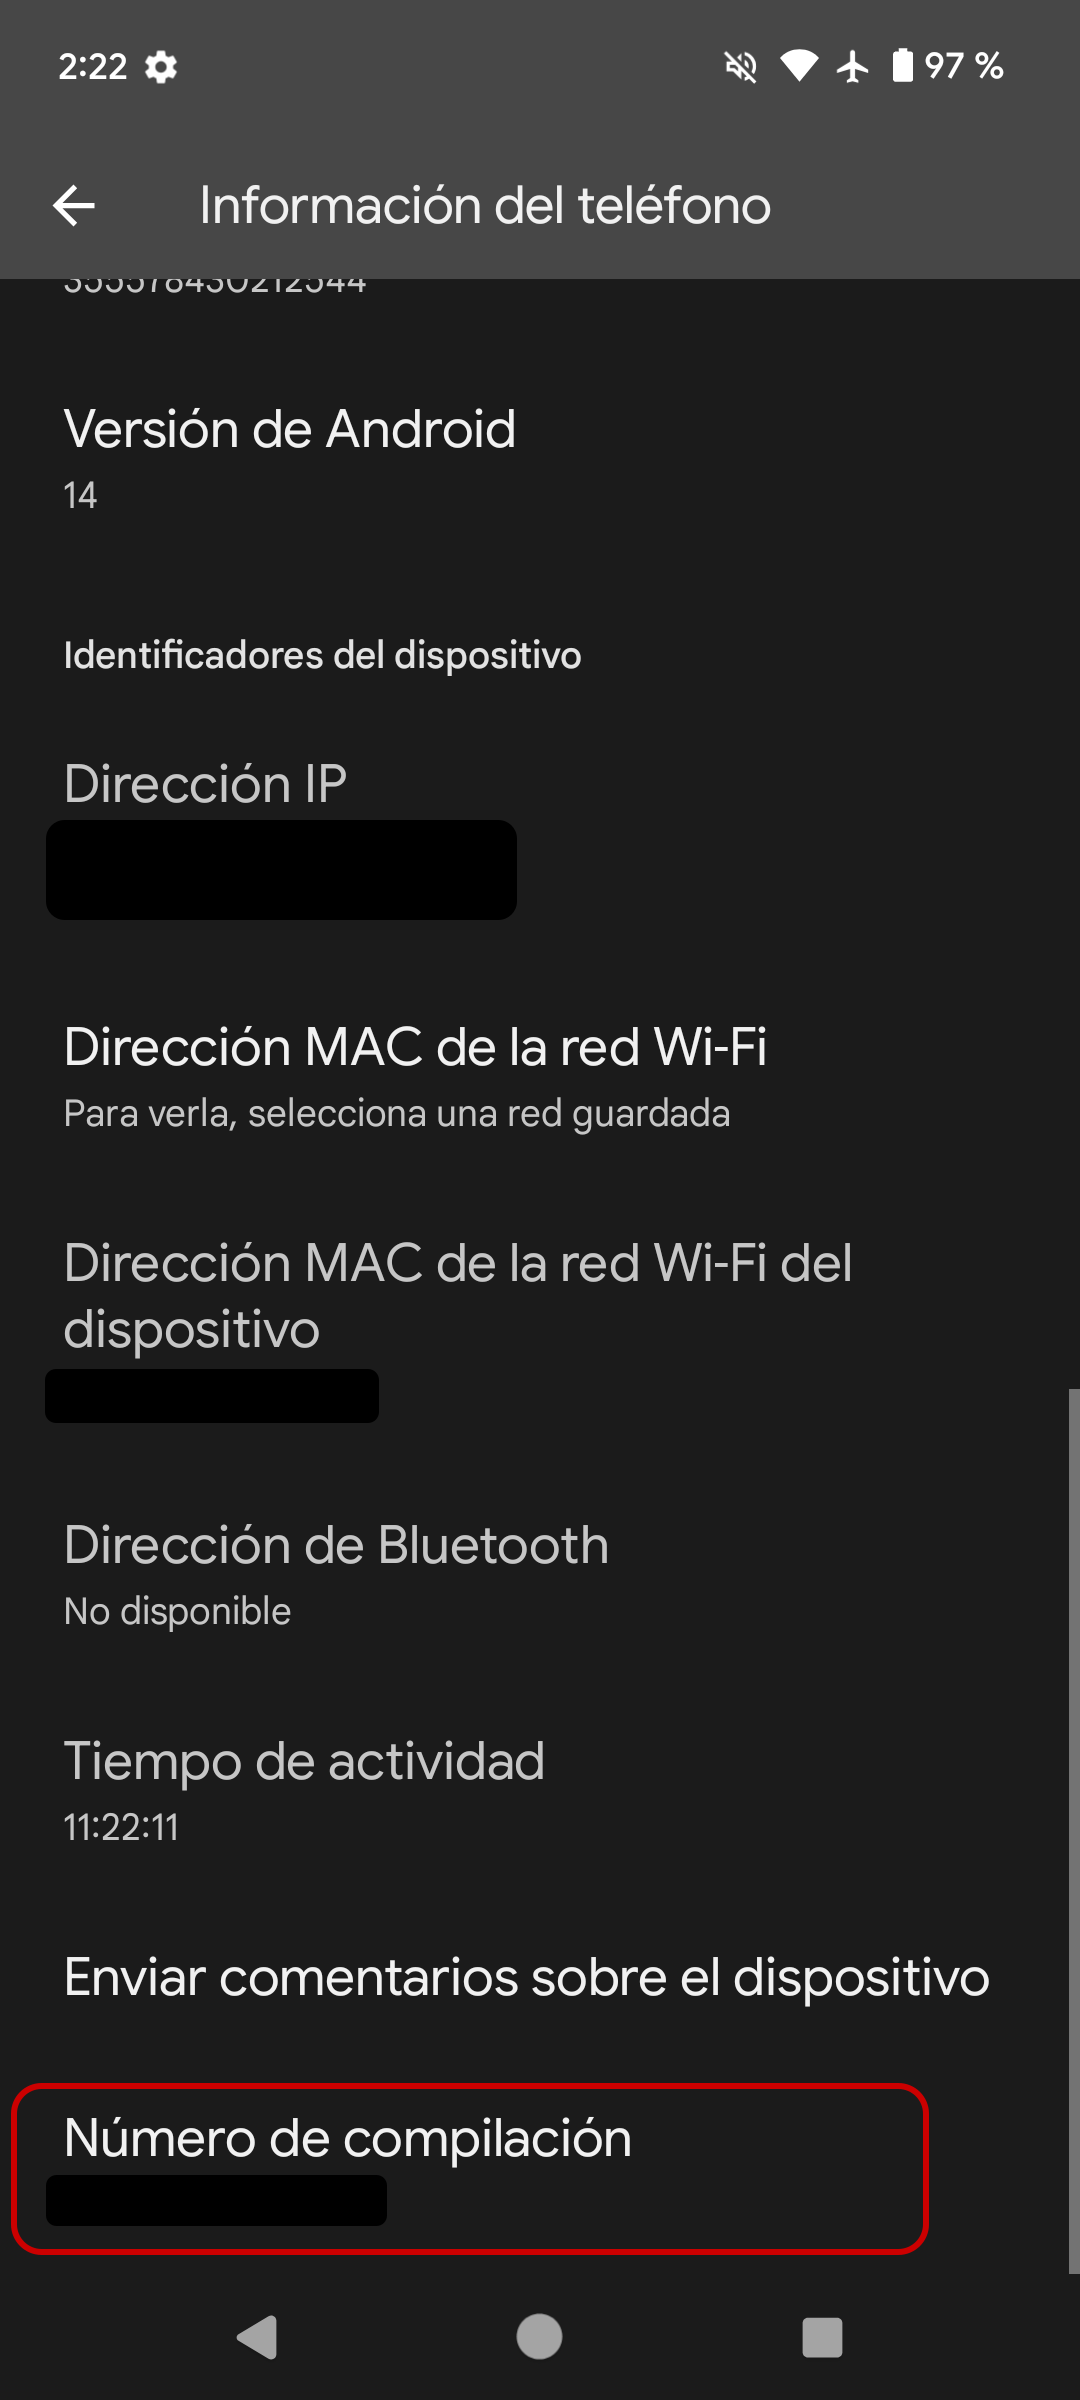 2:22
97 %
Información del teléfono
Versión de Android
14
Identificadores del dispositivo
Dirección IP
Dirección MAC de la red Wi-Fi
Para verla, selecciona una red guardada
Dirección MAC de la red Wi-Fi del
dispositivo
Dirección de Bluetooth
No disponible
Tiempo de actividad
11:22:11
Enviar comentarios sobre el dispositivo
Número de compilación